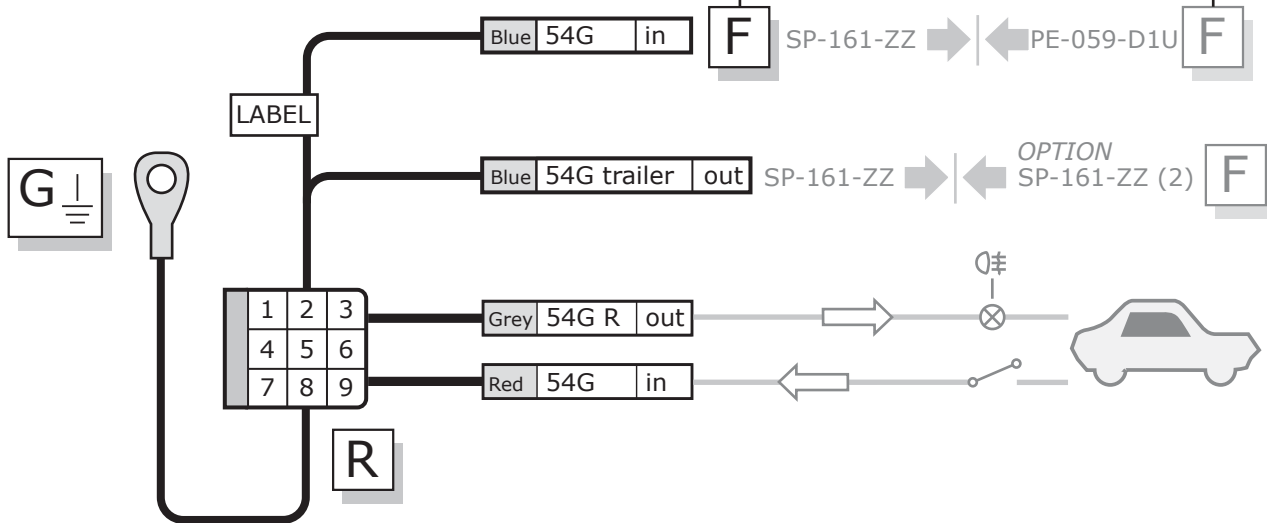 Blue 54G in F SP-161-ZZ PE-059-D1U F
LABEL
OPTION
Blue 54G trailer out SP-161-ZZ SP-161-ZZ (2) F
G
1 2 3 Grey 54G R out
4 5 6
7 8 9 Red 54G in
R